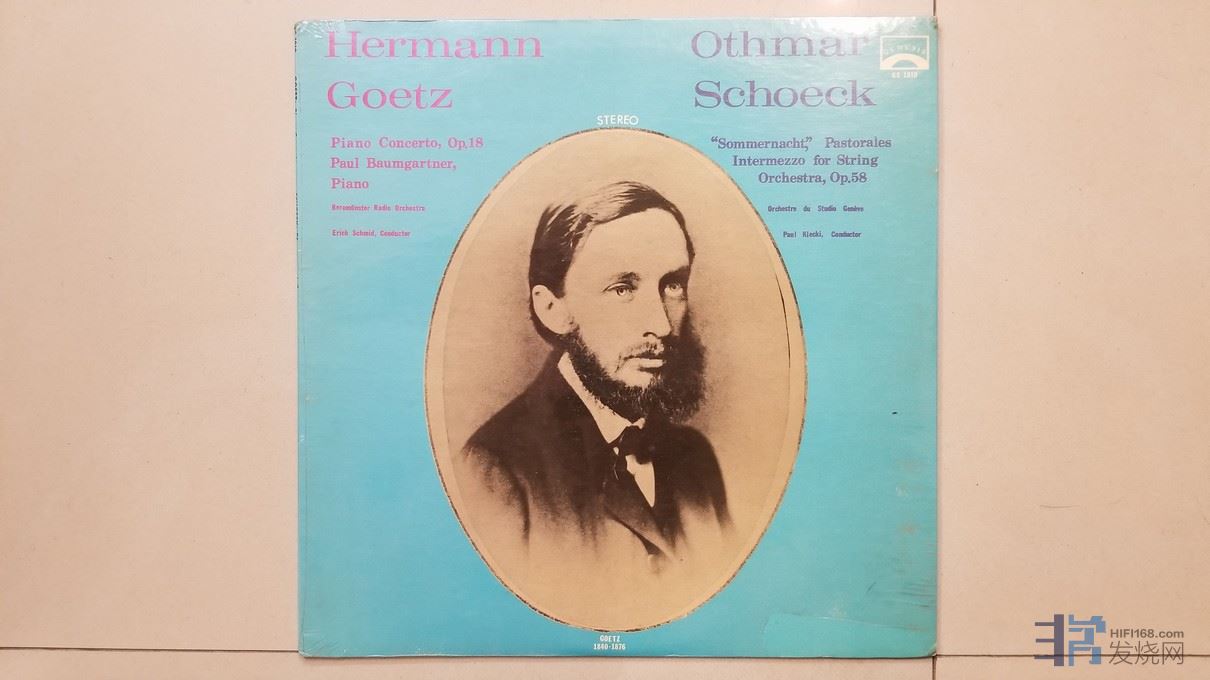 Hermann
Goetz
Piano Concerto, Op.18
Paul Baumgartner,
Piano
Beromünster Radio Orchestra
Erich Schmid, Conductor
Othmar
Schoeck
GENESIS
STEREO
"Sommernacht," Pastorales
Intermezzo for String
Orchestra, Op.58
Orchestre du Studio Genève
Paul Klecki, Conductor
GOETZ
1840-1876
HIFI168.com
发烧网